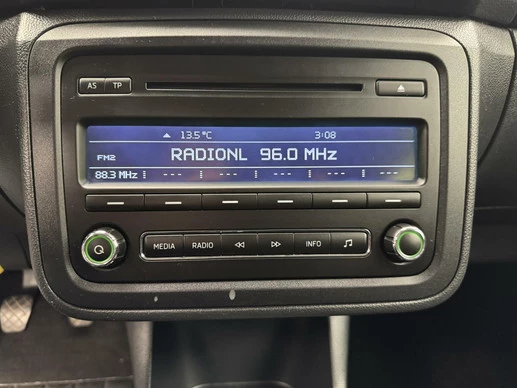 AS TP
13.5°C 3:08
FM2 RADIONL 96.0 MHz
88.3 MHz --- --- --- --- ---
MEDIA RADIO INFO